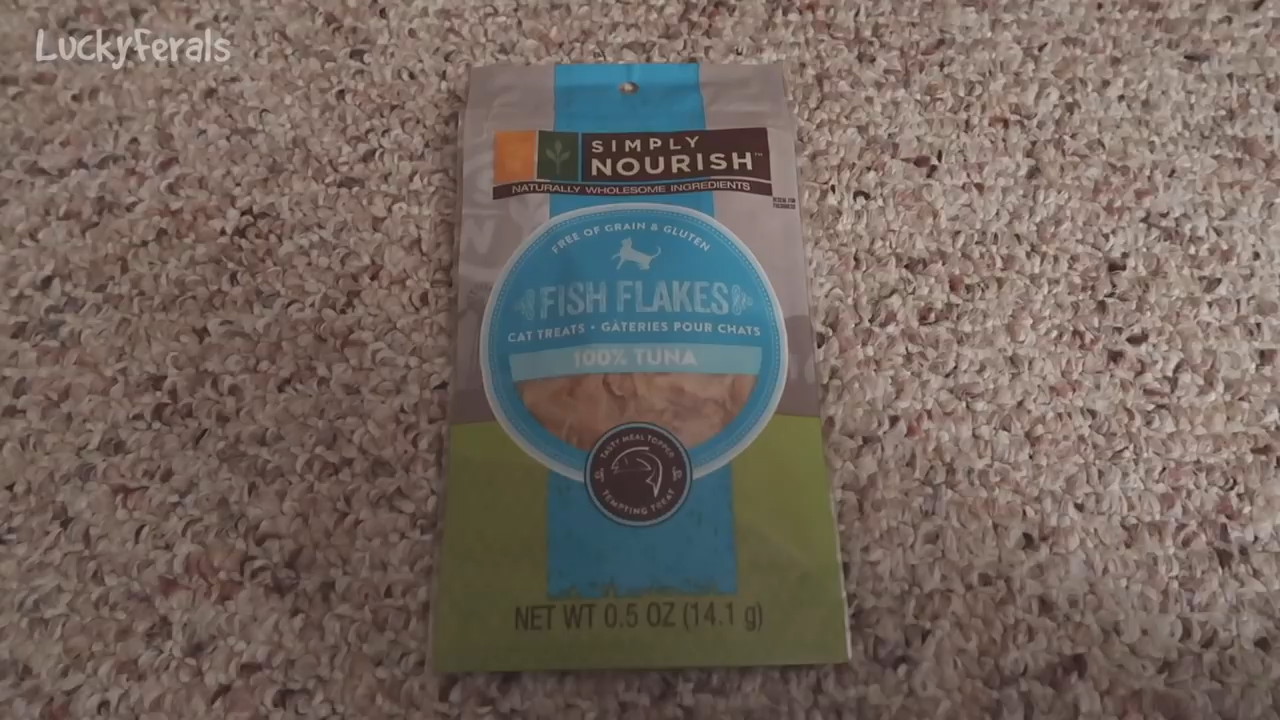 Luckyferals
SIMPLY
NOURISH™
NATURALLY WHOLESOME INGREDIENTS
FREE OF GRAIN & GLUTEN
FISH FLAKES
CAT TREATS • GÂTERIES POUR CHATS
100% TUNA
TASTY MEAL TOPPER
TEMPTING TREAT
NET WT 0.5 OZ (14.1 g)